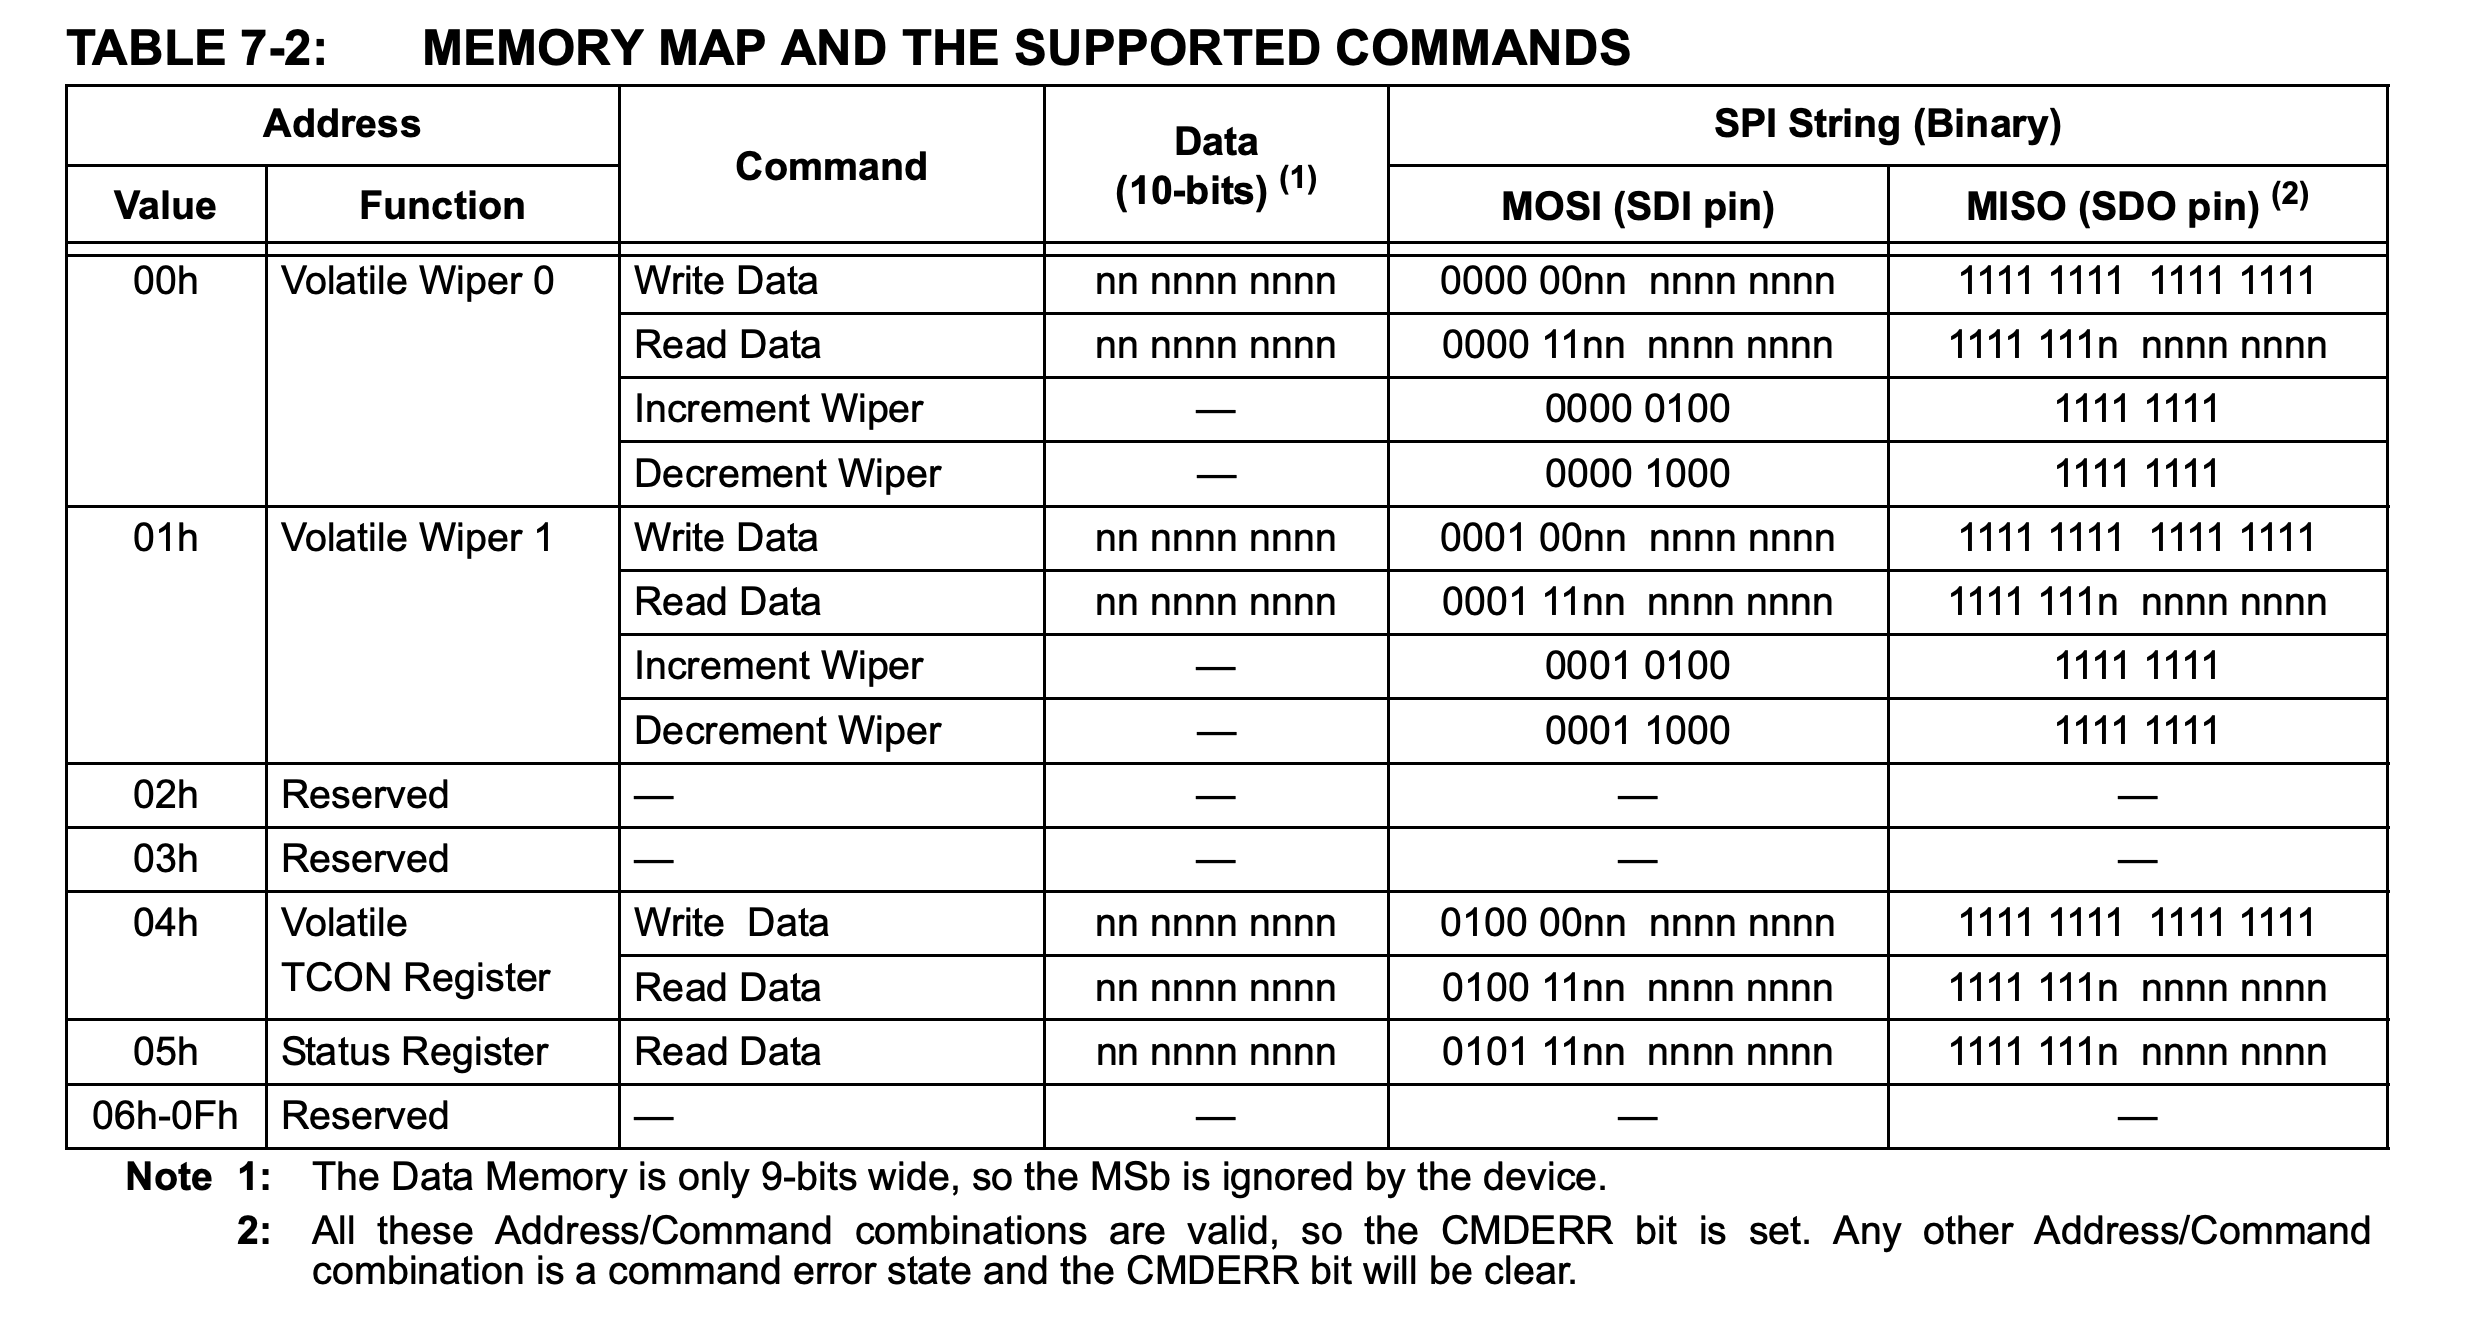 TABLE 7-2: MEMORY MAP AND THE SUPPORTED COMMANDS
Address Command Data (10-bits) (1) SPI String (Binary)
Value Function MOSI (SDI pin) MISO (SDO pin) (2)
00h Volatile Wiper 0 Write Data nn nnnn nnnn 0000 00nn nnnn nnnn 1111 1111 1111 1111
Read Data nn nnnn nnnn 0000 11nn nnnn nnnn 1111 111n nnnn nnnn
Increment Wiper — 0000 0100 1111 1111
Decrement Wiper — 0000 1000 1111 1111
01h Volatile Wiper 1 Write Data nn nnnn nnnn 0001 00nn nnnn nnnn 1111 1111 1111 1111
Read Data nn nnnn nnnn 0001 11nn nnnn nnnn 1111 111n nnnn nnnn
Increment Wiper — 0001 0100 1111 1111
Decrement Wiper — 0001 1000 1111 1111
02h Reserved — — — —
03h Reserved — — — —
04h Volatile TCON Register Write Data nn nnnn nnnn 0100 00nn nnnn nnnn 1111 1111 1111 1111
Read Data nn nnnn nnnn 0100 11nn nnnn nnnn 1111 111n nnnn nnnn
05h Status Register Read Data nn nnnn nnnn 0101 11nn nnnn nnnn 1111 111n nnnn nnnn
06h-0Fh Reserved — — — —
Note 1: The Data Memory is only 9-bits wide, so the MSb is ignored by the device.
2: All these Address/Command combinations are valid, so the CMDERR bit is set. Any other Address/Command
combination is a command error state and the CMDERR bit will be clear.